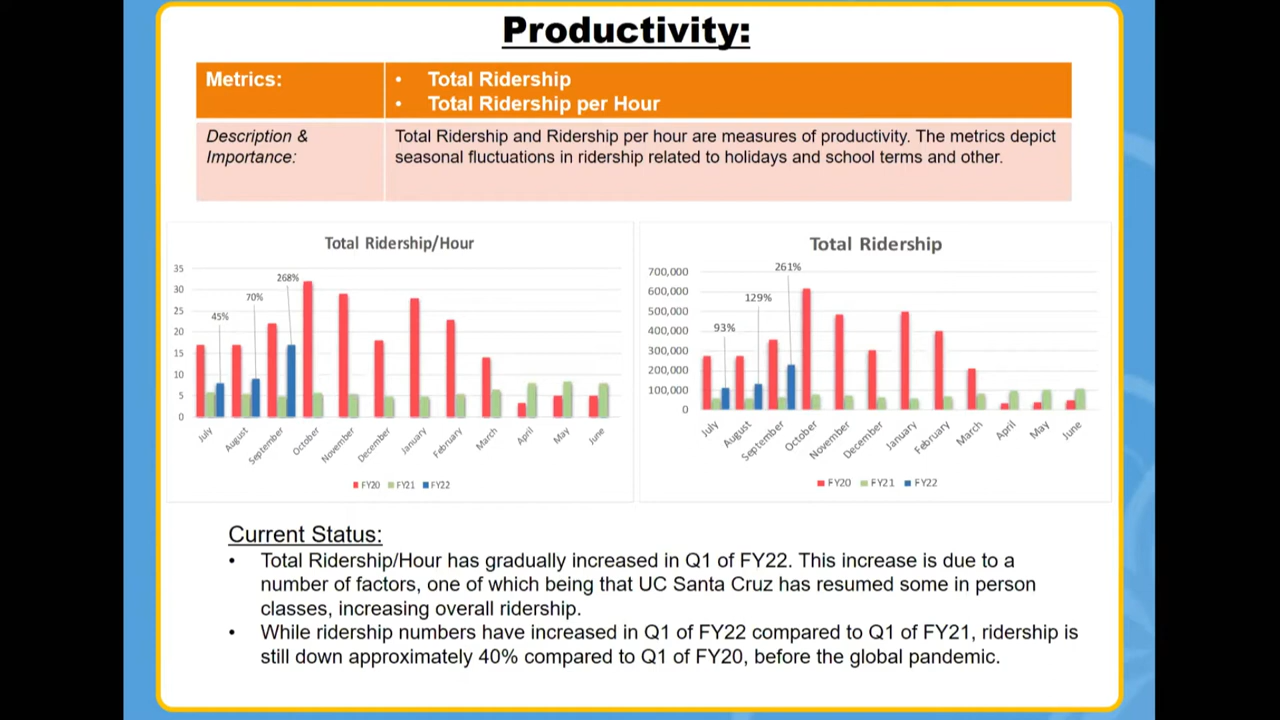 Productivity:
Metrics:
• Total Ridership
• Total Ridership per Hour
Description &
Importance:
Total Ridership and Ridership per hour are measures of productivity. The metrics depict
seasonal fluctuations in ridership related to holidays and school terms and other.
Total Ridership/Hour
35
30
25
20
15
10
5
0
45%
70%
268%
July
August
September
October
November
December
January
February
March
April
May
June
FY20 FY21 FY22
Total Ridership
700,000
600,000
500,000
400,000
300,000
200,000
100,000
0
93%
129%
261%
July
August
September
October
November
December
January
February
March
April
May
June
FY20 FY21 FY22
Current Status:
• Total Ridership/Hour has gradually increased in Q1 of FY22. This increase is due to a
number of factors, one of which being that UC Santa Cruz has resumed some in person
classes, increasing overall ridership.
• While ridership numbers have increased in Q1 of FY22 compared to Q1 of FY21, ridership is
still down approximately 40% compared to Q1 of FY20, before the global pandemic.